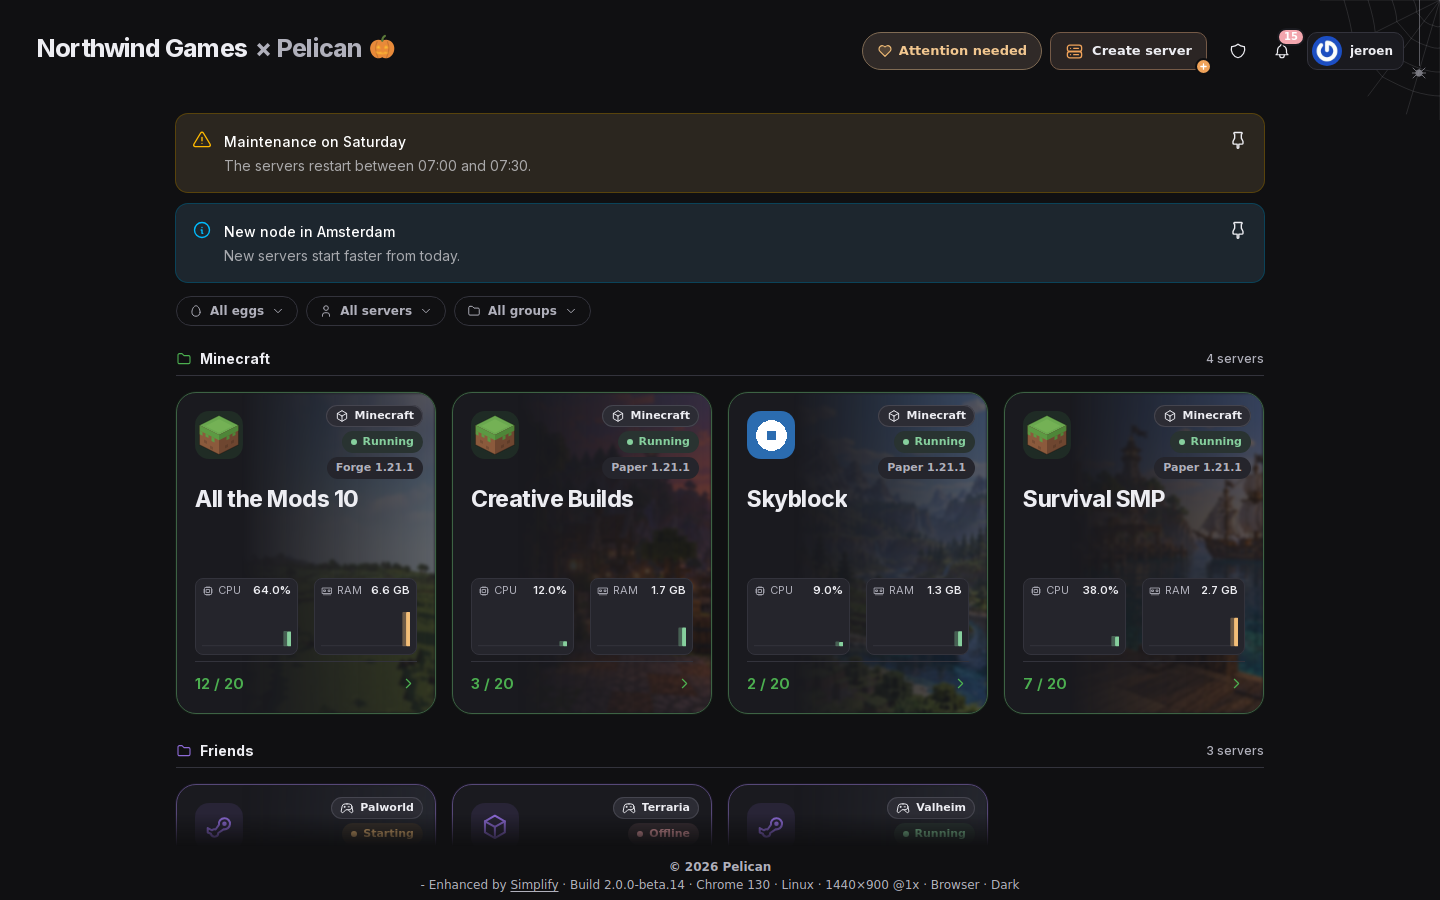 Northwind Games × Pelican 🎃
Attention needed
Create server
15
jeroen
Maintenance on Saturday
The servers restart between 07:00 and 07:30.
New node in Amsterdam
New servers start faster from today.
All eggs
All servers
All groups
Minecraft
4 servers
Minecraft
Running
Forge 1.21.1
All the Mods 10
CPU 64.0%
RAM 6.6 GB
12 / 20
Minecraft
Running
Paper 1.21.1
Creative Builds
CPU 12.0%
RAM 1.7 GB
3 / 20
Minecraft
Running
Paper 1.21.1
Skyblock
CPU 9.0%
RAM 1.3 GB
2 / 20
Minecraft
Running
Paper 1.21.1
Survival SMP
CPU 38.0%
RAM 2.7 GB
7 / 20
Friends
3 servers
Palworld
Starting
Terraria
Offline
Valheim
Running
© 2026 Pelican
- Enhanced by Simplify · Build 2.0.0-beta.14 · Chrome 130 · Linux · 1440×900 @1x · Browser · Dark